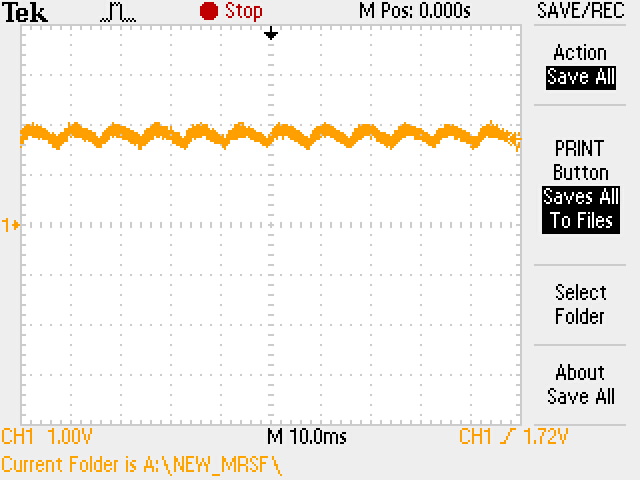 Tek Stop M Pos: 0.000s SAVE/REC
Action
Save All
PRINT
Button
Saves All
To Files
Select
Folder
About
Save All
1
CH1 1.00V M 10.0ms CH1 1.72V
Current Folder is A:\NEW_MRSF\